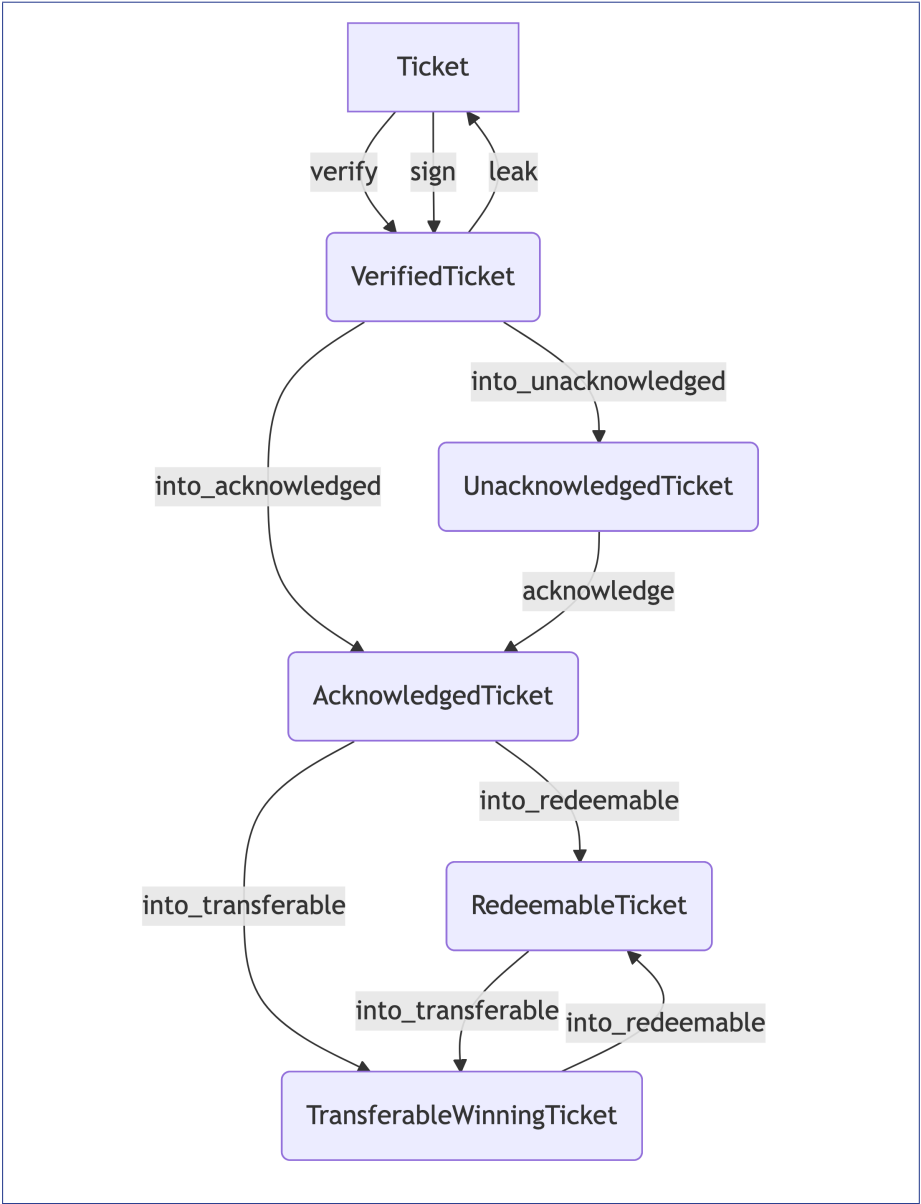 Ticket
verify
sign
leak
VerifiedTicket
into_unacknowledged
into_acknowledged
UnacknowledgedTicket
acknowledge
AcknowledgedTicket
into_redeemable
into_transferable
RedeemableTicket
into_transferable
into_redeemable
TransferableWinningTicket